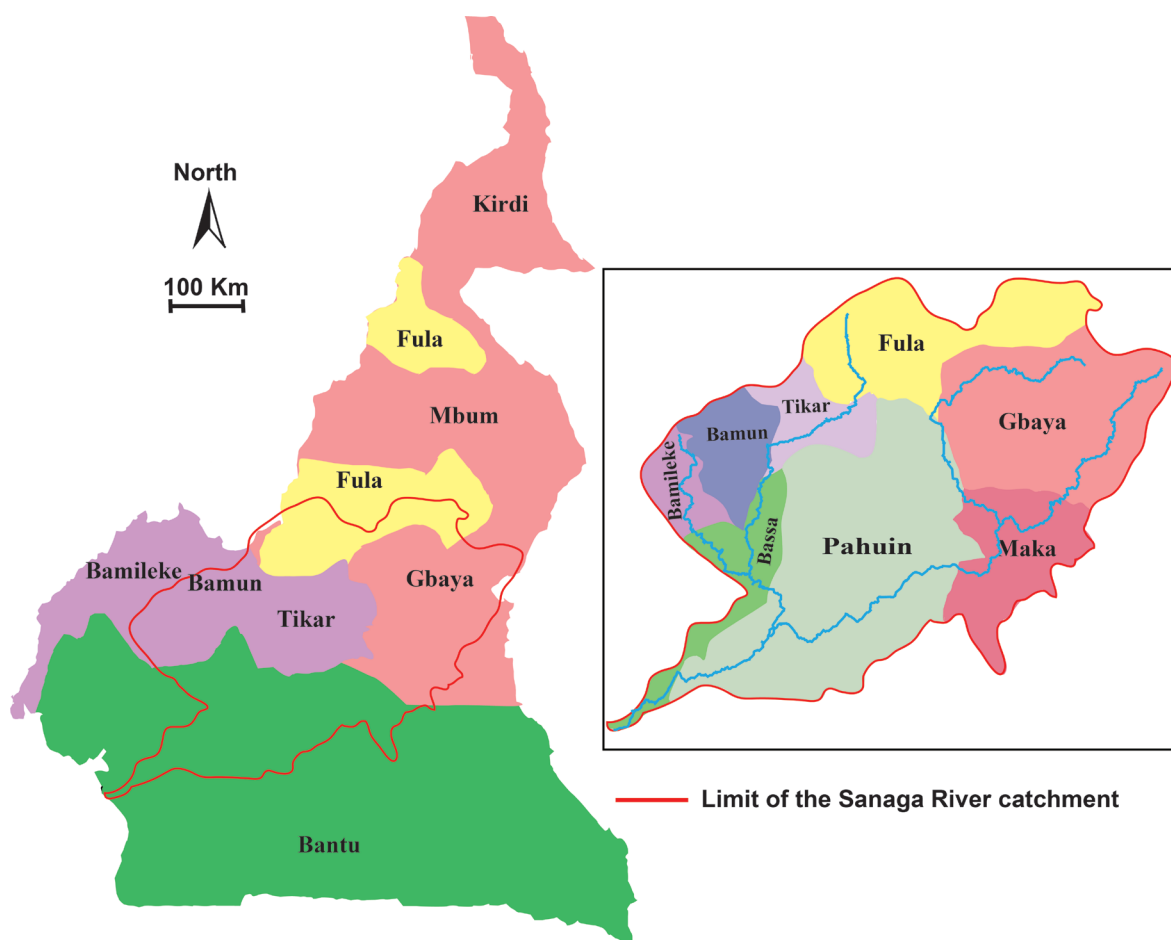 North
100 Km
Kirdi
Fula
Mbum
Fula
Bamileke
Bamun
Gbaya
Tikar
Bantu
Fula
Tikar
Bamun
Gbaya
Bamileke
Bassa
Pahuin
Maka
Limit of the Sanaga River catchment